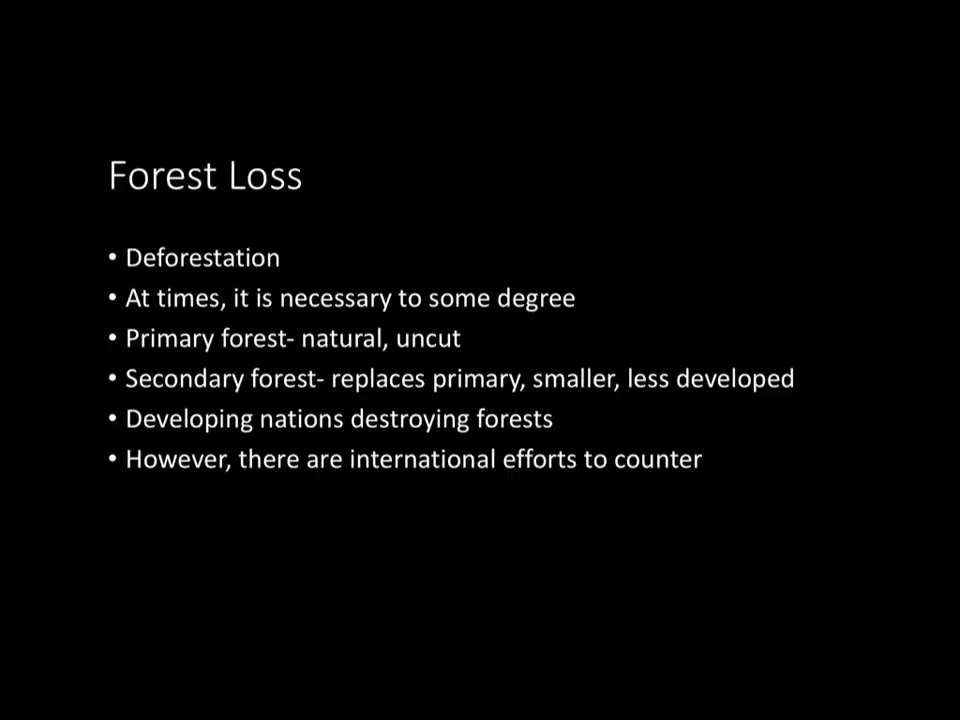 Forest Loss
• Deforestation
• At times, it is necessary to some degree
• Primary forest- natural, uncut
• Secondary forest- replaces primary, smaller, less developed
• Developing nations destroying forests
• However, there are international efforts to counter